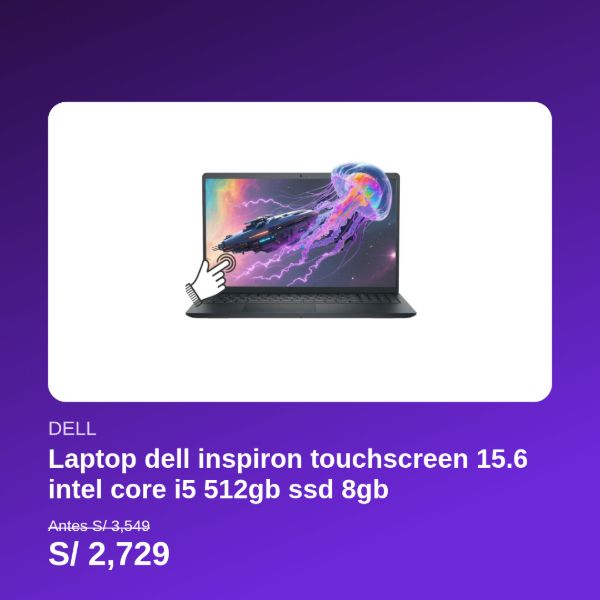 DELL
Laptop dell inspiron touchscreen 15.6
intel core i5 512gb ssd 8gb
Antes S/ 3,549
S/ 2,729